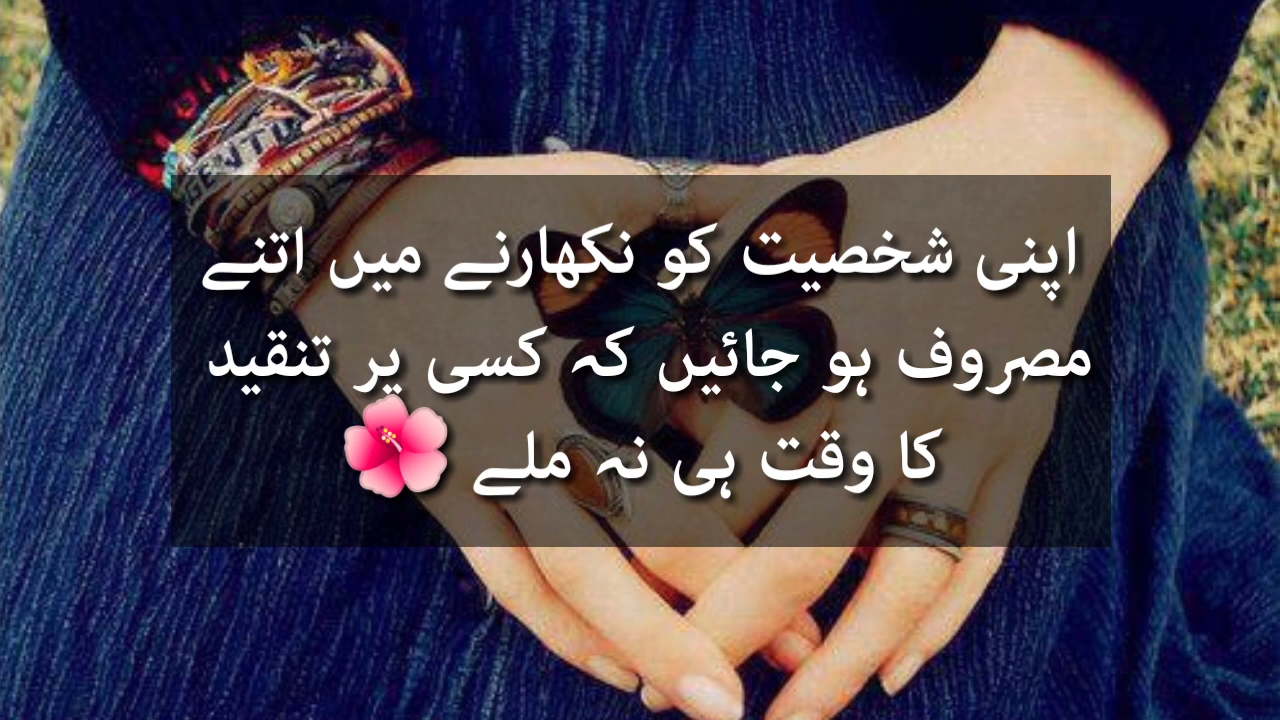 اپنی شخصیت کو نکھارنے میں اتنے
مصروف ہو جائیں کہ کسی پر تنقید
کا وقت ہی نہ ملے 🌺